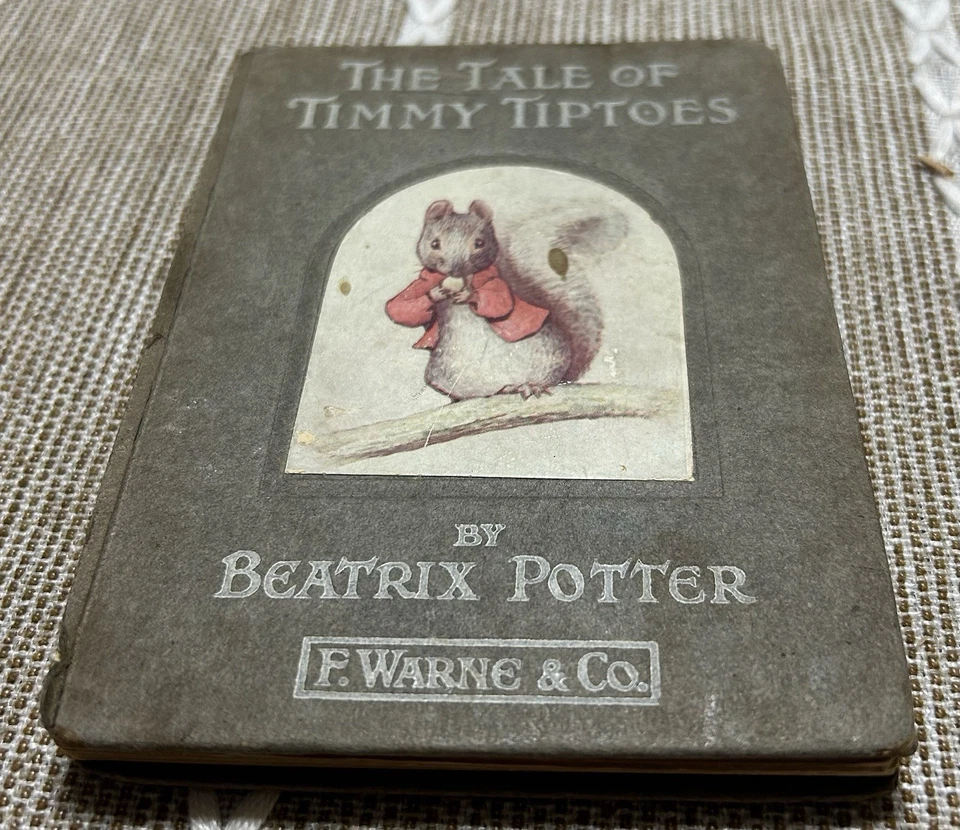 THE TALE OF
TIMMY TIPTOES
BY
BEATRIX POTTER
F. WARNE & CO.